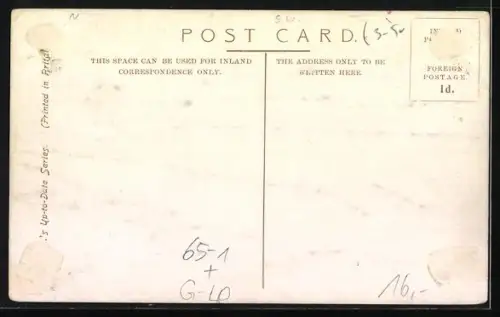 POST CARD.
THIS SPACE CAN BE USED FOR INLAND
CORRESPONDENCE ONLY.
THE ADDRESS ONLY TO BE
WRITTEN HERE.
FOREIGN
POSTAGE
1d.
's Up-to-Date Series. (Printed in
65-1
+
G-40
16,-